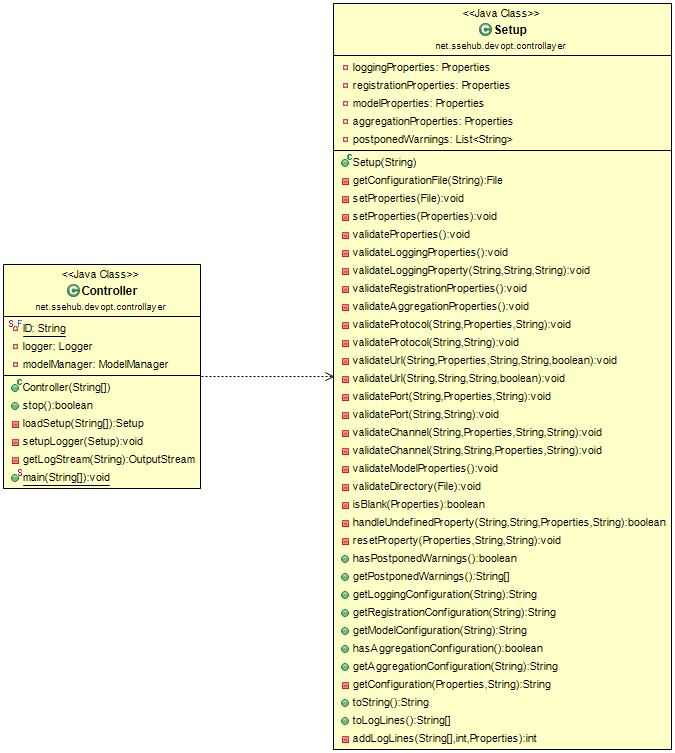 <<Java Class>>
Controller
net.ssehub.devopt.controllayer
ID: String
logger: Logger
modelManager: ModelManager
Controller(String[])
stop():boolean
loadSetup(String[]):Setup
setupLogger(Setup):void
getLogStream(String):OutputStream
main(String[]):void
<<Java Class>>
Setup
net.ssehub.devopt.controllayer
loggingProperties: Properties
registrationProperties: Properties
modelProperties: Properties
aggregationProperties: Properties
postponedWarnings: List<String>
Setup(String)
getConfigurationFile(String):File
setProperties(File):void
setProperties(Properties):void
validateProperties():void
validateLoggingProperties():void
validateLoggingProperty(String,String,String):void
validateRegistrationProperties():void
validateAggregationProperties():void
validateProtocol(String,Properties,String):void
validateProtocol(String,String):void
validateUrl(String,Properties,String,String,boolean):void
validateUrl(String,String,String,boolean):void
validatePort(String,Properties,String):void
validatePort(String,String):void
validateChannel(String,Properties,String,String):void
validateChannel(String,String,Properties,String):void
validateModelProperties():void
validateDirectory(File):void
isBlank(Properties):boolean
handleUndefinedProperty(String,String,Properties,String):boolean
resetProperty(Properties,String,String):void
hasPostponedWarnings():boolean
getPostponedWarnings():String[]
getLoggingConfiguration(String):String
getRegistrationConfiguration(String):String
getModelConfiguration(String):String
hasAggregationConfiguration():boolean
getAggregationConfiguration(String):String
getConfiguration(Properties,String):String
toString():String
toLogLines():String[]
addLogLines(String[],int,Properties):int